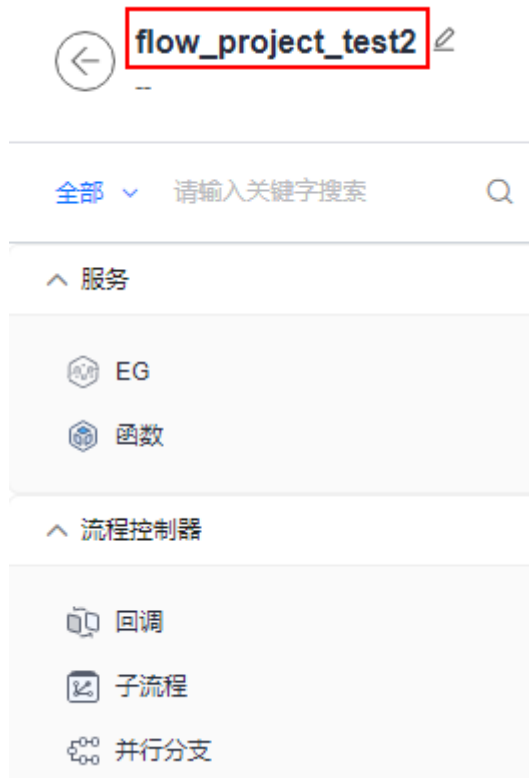 flow_project_test2
--
全部 请输入关键字搜索
服务
EG
函数
流程控制器
回调
子流程
并行分支